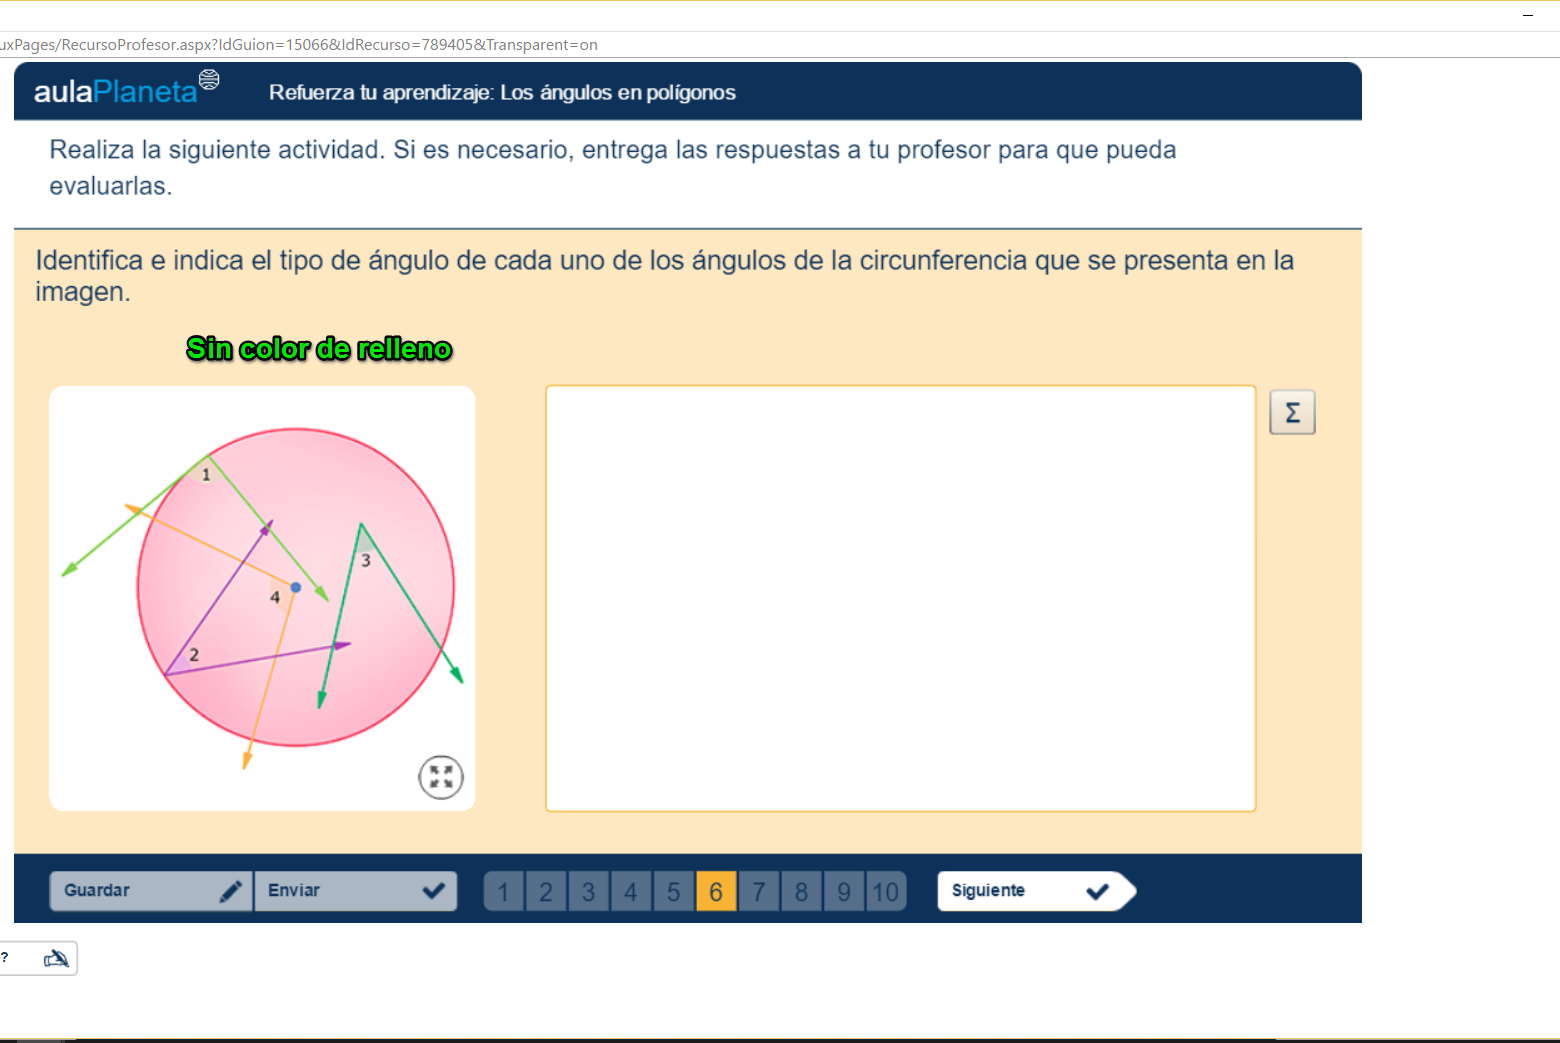 uxPages/RecursoProfesor.aspx?IdGuion=15066&IdRecurso=789405&Transparent=on
aulaPlaneta
Refuerza tu aprendizaje: Los ángulos en polígonos
Realiza la siguiente actividad. Si es necesario, entrega las respuestas a tu profesor para que pueda
evaluarlas.
Identifica e indica el tipo de ángulo de cada uno de los ángulos de la circunferencia que se presenta en la
imagen.
Sin color de relleno
Σ
1
3
4
2
Guardar
Enviar
1 2 3 4 5 6 7 8 9 10
Siguiente
?